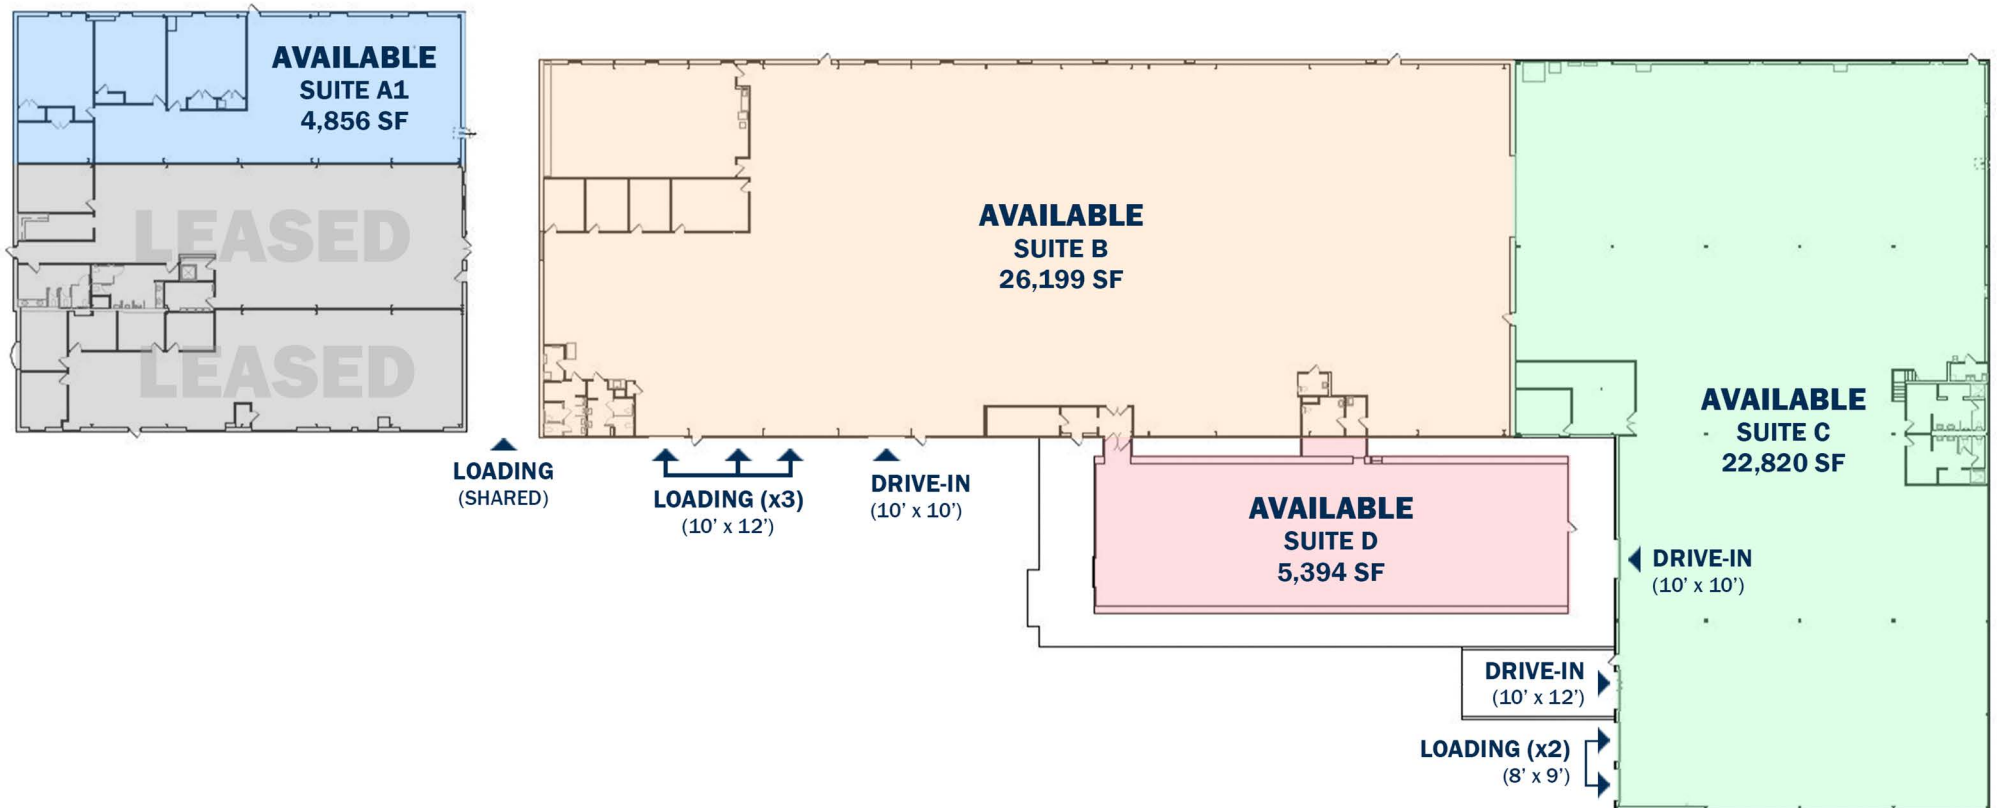 AVAILABLE
SUITE A1
4,856 SF
LEASED
LEASED
LOADING
(SHARED)
AVAILABLE
SUITE B
26,199 SF
LOADING (x3)
(10’ x 12’)
DRIVE-IN
(10’ x 10’)
AVAILABLE
SUITE D
5,394 SF
AVAILABLE
SUITE C
22,820 SF
DRIVE-IN
(10’ x 10’)
DRIVE-IN
(10’ x 12’)
LOADING (x2)
(8’ x 9’)